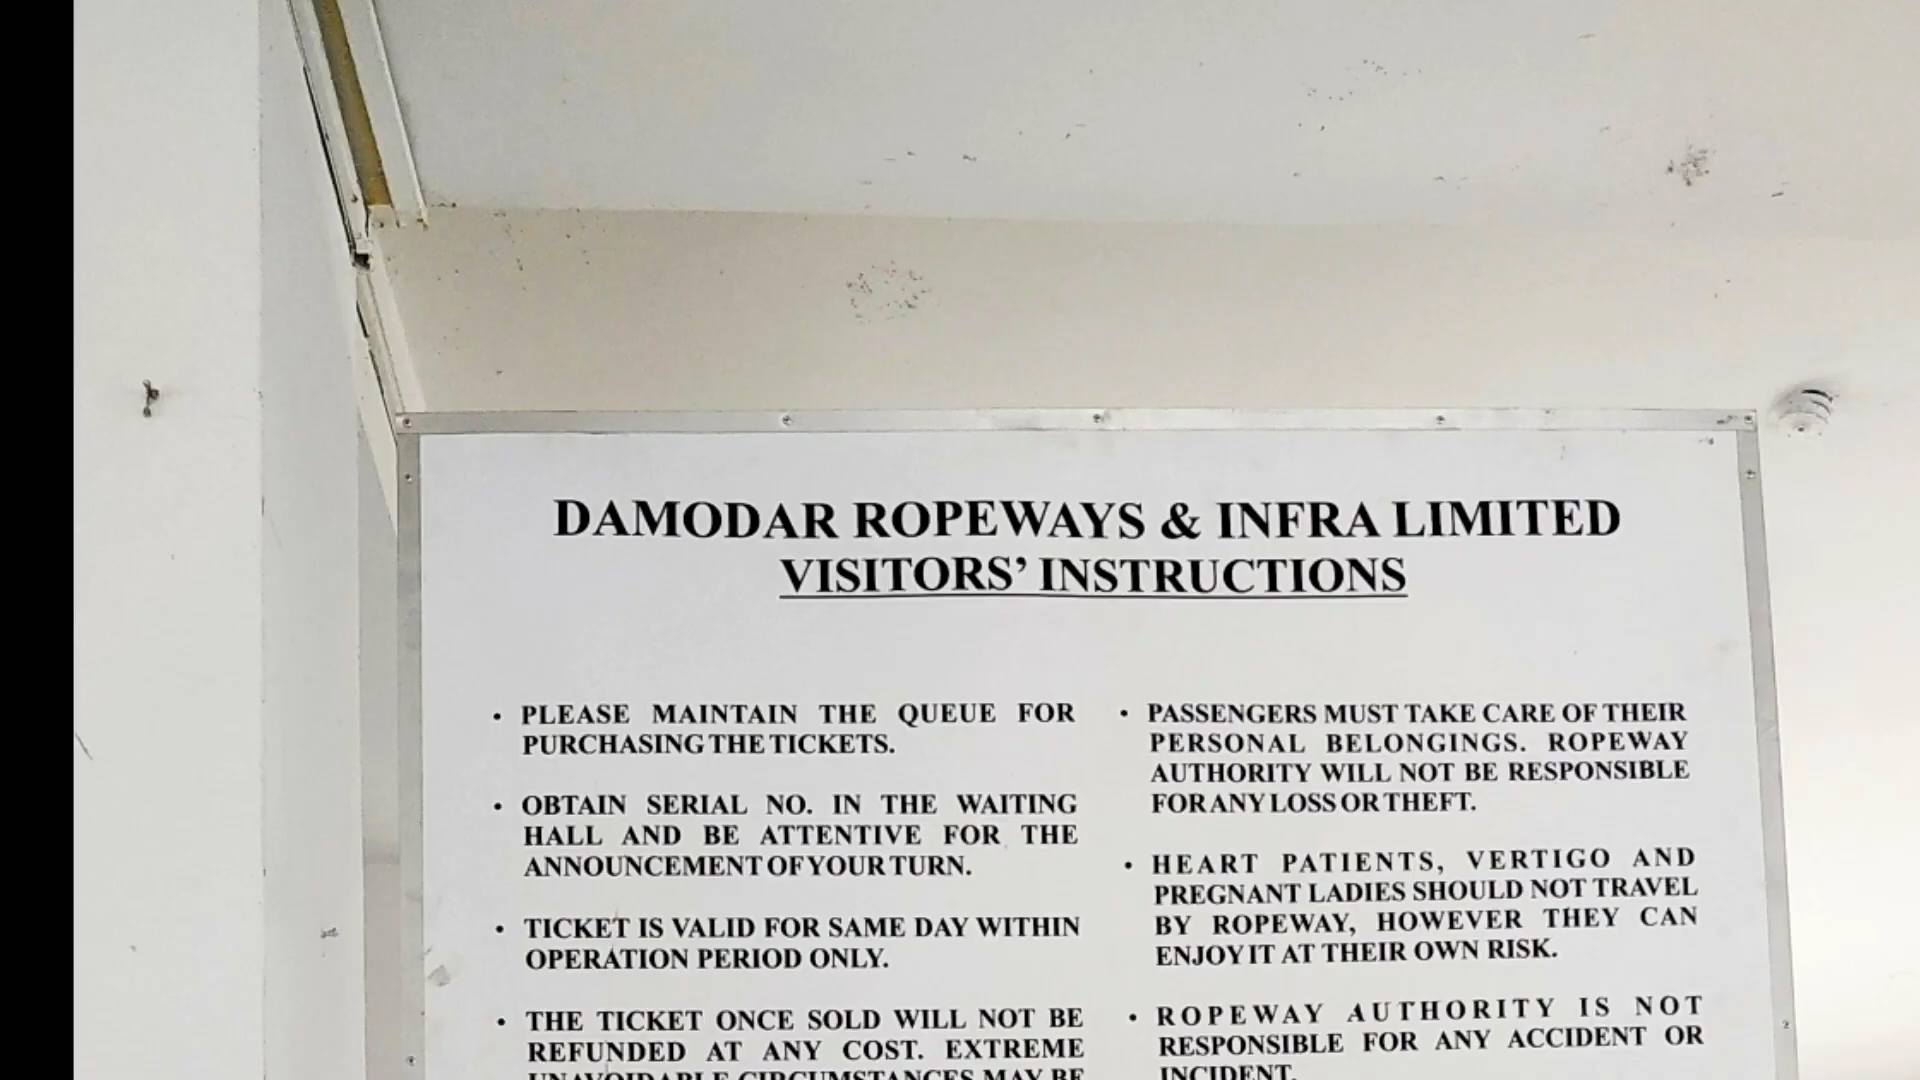 DAMODAR ROPEWAYS & INFRA LIMITED
VISITORS' INSTRUCTIONS
• PLEASE MAINTAIN THE QUEUE FOR
PURCHASING THE TICKETS.
• OBTAIN SERIAL NO. IN THE WAITING
HALL AND BE ATTENTIVE FOR THE
ANNOUNCEMENT OF YOUR TURN.
• TICKET IS VALID FOR SAME DAY WITHIN
OPERATION PERIOD ONLY.
• THE TICKET ONCE SOLD WILL NOT BE
REFUNDED AT ANY COST. EXTREME
UNAVOIDABLE CIRCUMSTANCES MAY BE
• PASSENGERS MUST TAKE CARE OF THEIR
PERSONAL BELONGINGS. ROPEWAY
AUTHORITY WILL NOT BE RESPONSIBLE
FOR ANY LOSS OR THEFT.
• HEART PATIENTS, VERTIGO AND
PREGNANT LADIES SHOULD NOT TRAVEL
BY ROPEWAY, HOWEVER THEY CAN
ENJOY IT AT THEIR OWN RISK.
• ROPEWAY AUTHORITY IS NOT
RESPONSIBLE FOR ANY ACCIDENT OR
INCIDENT.